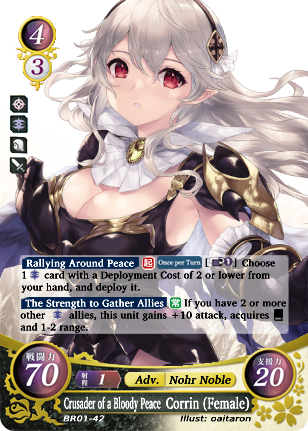 4
3
Rallying Around Peace 起 Once per Turn [ ] Choose
1 card with a Deployment Cost of 2 or lower from
your hand, and deploy it.
The Strength to Gather Allies 常 If you have 2 or more
other allies, this unit gains +10 attack, acquires
and 1-2 range.
戦闘力 70 射程 1 Adv. Nohr Noble 支援力 20
Crusader of a Bloody Peace Corrin (Female)
BR01-42 Illust: oaitaron